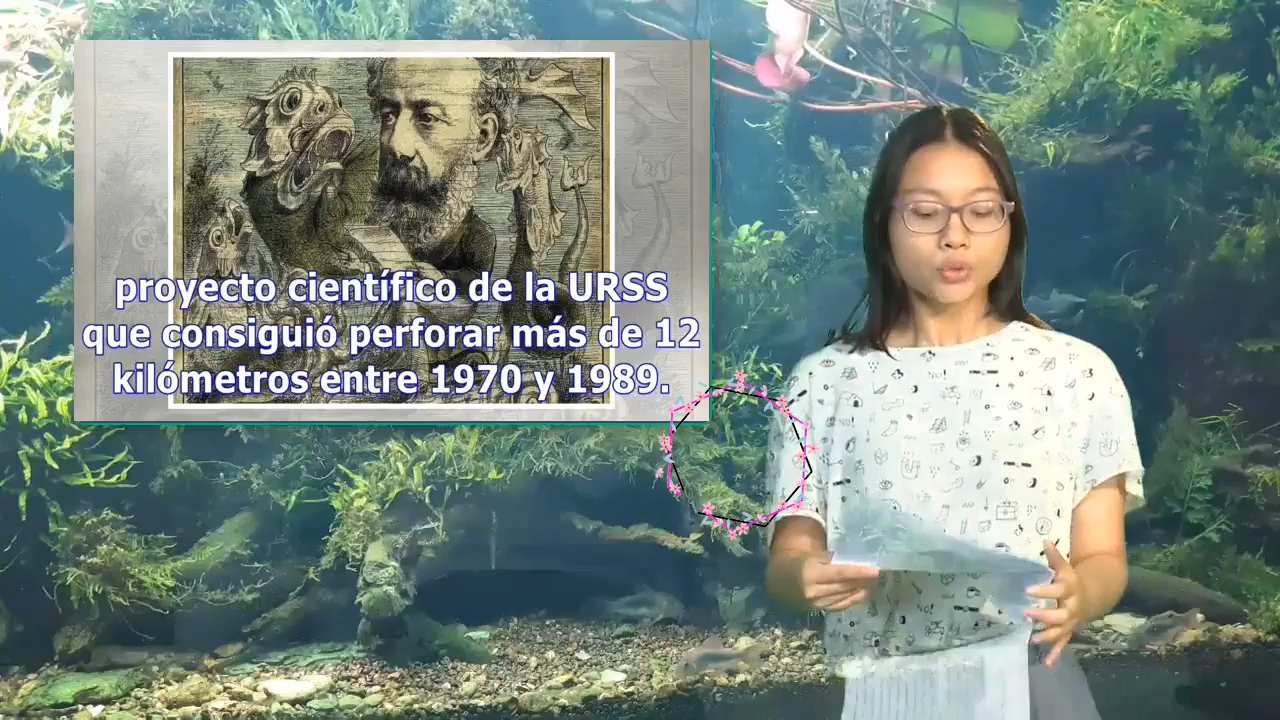 proyecto científico de la URSS
que consiguió perforar más de 12
kilómetros entre 1970 y 1989.